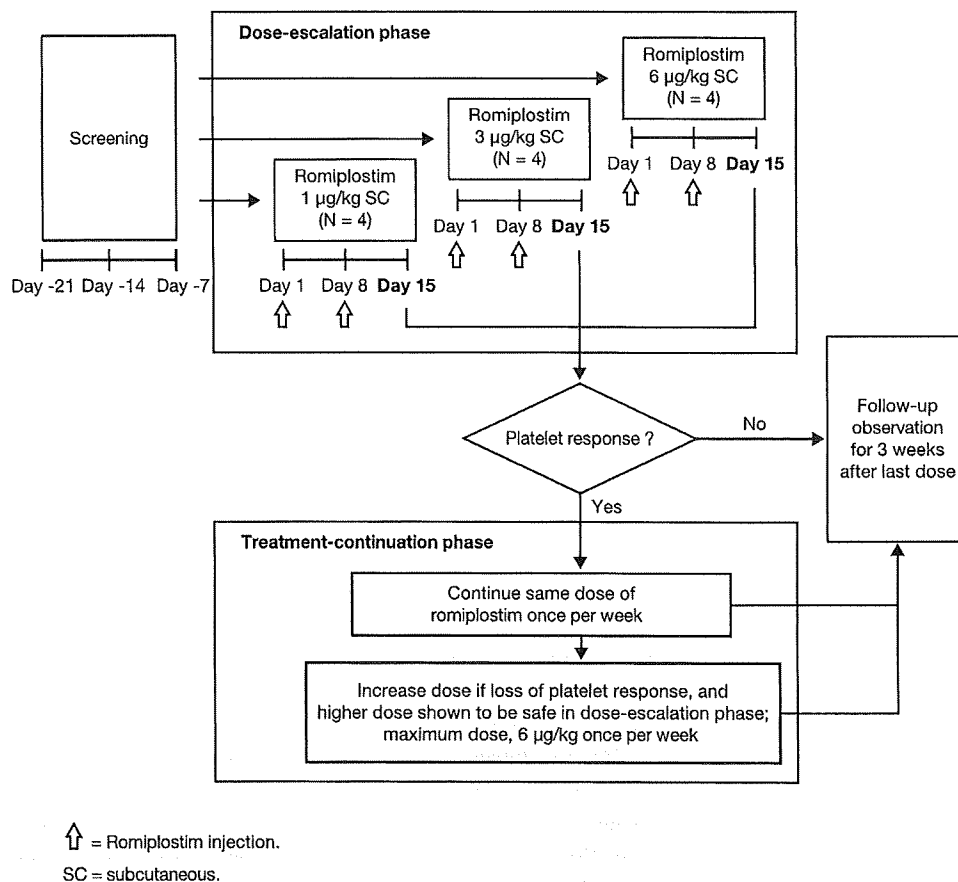 Dose-escalation phase
Screening
Day -21 Day -14 Day -7
Romiplostim
1 µg/kg SC
(N = 4)
Day 1 Day 8 Day 15
Romiplostim
3 µg/kg SC
(N = 4)
Day 1 Day 8 Day 15
Romiplostim
6 µg/kg SC
(N = 4)
Day 1 Day 8 Day 15
Platelet response ?
No
Yes
Follow-up
observation
for 3 weeks
after last dose
Treatment-continuation phase
Continue same dose of
romiplostim once per week
Increase dose if loss of platelet response, and
higher dose shown to be safe in dose-escalation phase;
maximum dose, 6 µg/kg once per week
⇧ = Romiplostim injection.
SC = subcutaneous.